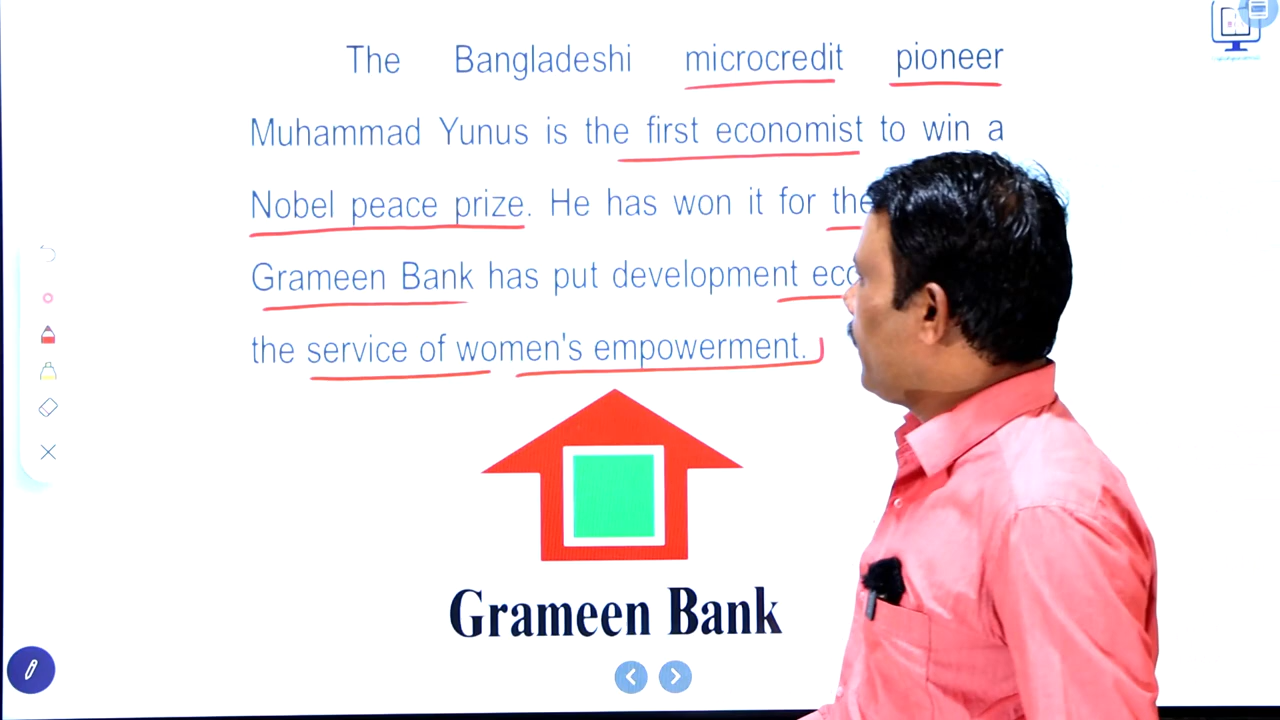 The Bangladeshi microcredit pioneer
Muhammad Yunus is the first economist to win a
Nobel peace prize. He has won it for the
Grameen Bank has put development
the service of women's empowerment.
Grameen Bank